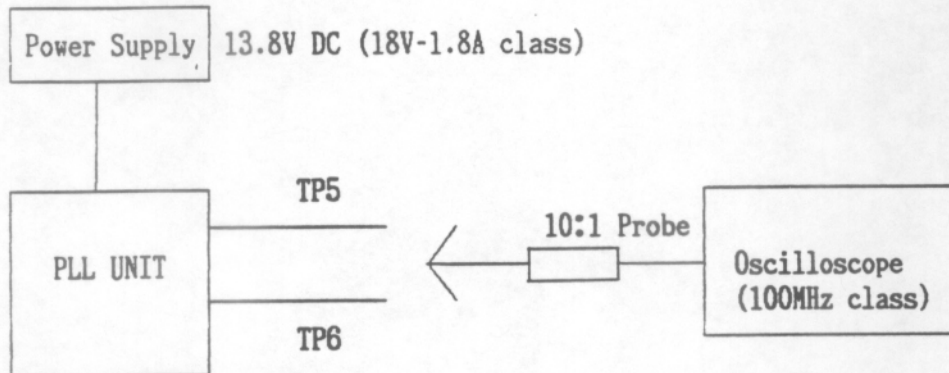 Power Supply 13.8V DC (18V-1.8A class)
TP5
10:1 Probe
PLL UNIT
Oscilloscope
(100MHz class)
TP6